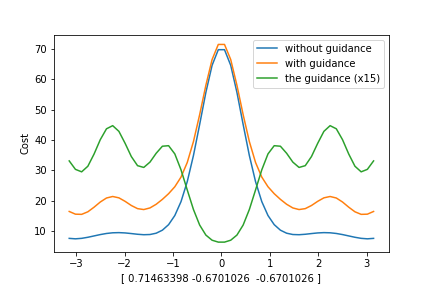 70
60
50
40
30
20
10
Cost
without guidance
with guidance
the guidance (x15)
−3 −2 −1 0 1 2 3
[ 0.71463398 -0.6701026  -0.6701026 ]